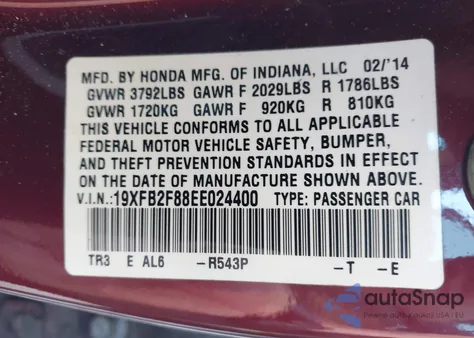 MFD. BY HONDA MFG. OF INDIANA, LLC 02/'14
GVWR 3792LBS GAWR F 2029LBS R 1786LBS
GVWR 1720KG GAWR F 920KG R 810KG
THIS VEHICLE CONFORMS TO ALL APPLICABLE
FEDERAL MOTOR VEHICLE SAFETY, BUMPER,
AND THEFT PREVENTION STANDARDS IN EFFECT
ON THE DATE OF MANUFACTURE SHOWN ABOVE.
V.I.N.:19XFB2F88EE024400 TYPE: PASSENGER CAR
TR3 E AL6 -R543P -T -E
autoSnap